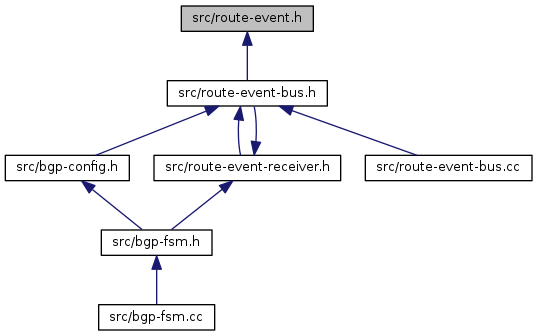 src/route-event.h
src/route-event-bus.h
src/bgp-config.h
src/route-event-receiver.h
src/route-event-bus.cc
src/bgp-fsm.h
src/bgp-fsm.cc